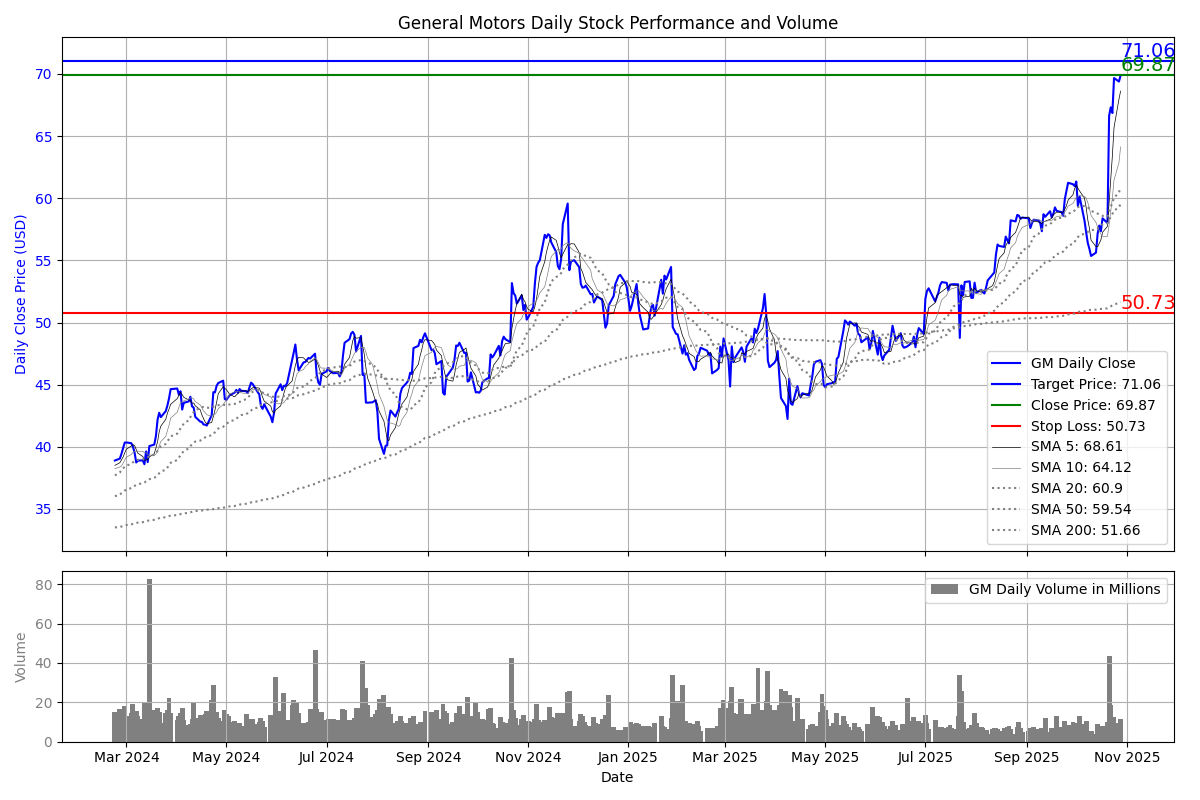 General Motors Daily Stock Performance and Volume
71.06
69.87
50.73
Daily Close Price (USD)
70
65
60
55
50
45
40
35
GM Daily Close
Target Price: 71.06
Close Price: 69.87
Stop Loss: 50.73
SMA 5: 68.61
SMA 10: 64.12
SMA 20: 60.9
SMA 50: 59.54
SMA 200: 51.66
Volume
80
60
40
20
0
GM Daily Volume in Millions
Mar 2024 May 2024 Jul 2024 Sep 2024 Nov 2024 Jan 2025 Mar 2025 May 2025 Jul 2025 Sep 2025 Nov 2025
Date